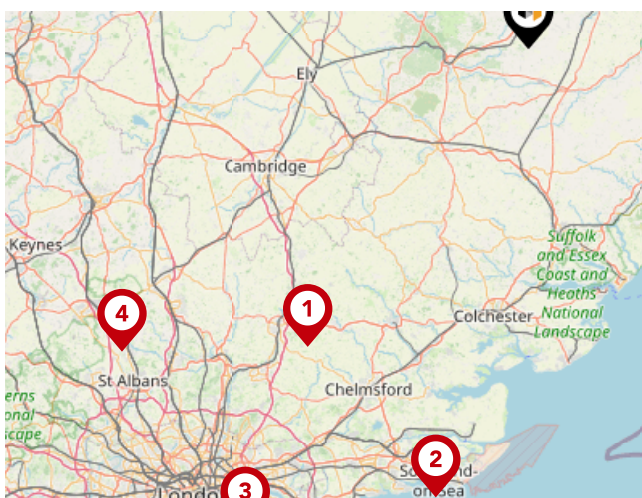 Ely
Cambridge
Keynes
Suffolk
and Essex
Coast and
Heaths
National
Landscape
1
4
Colchester
St Albans
Chelmsford
erns
onal
scape
2
3